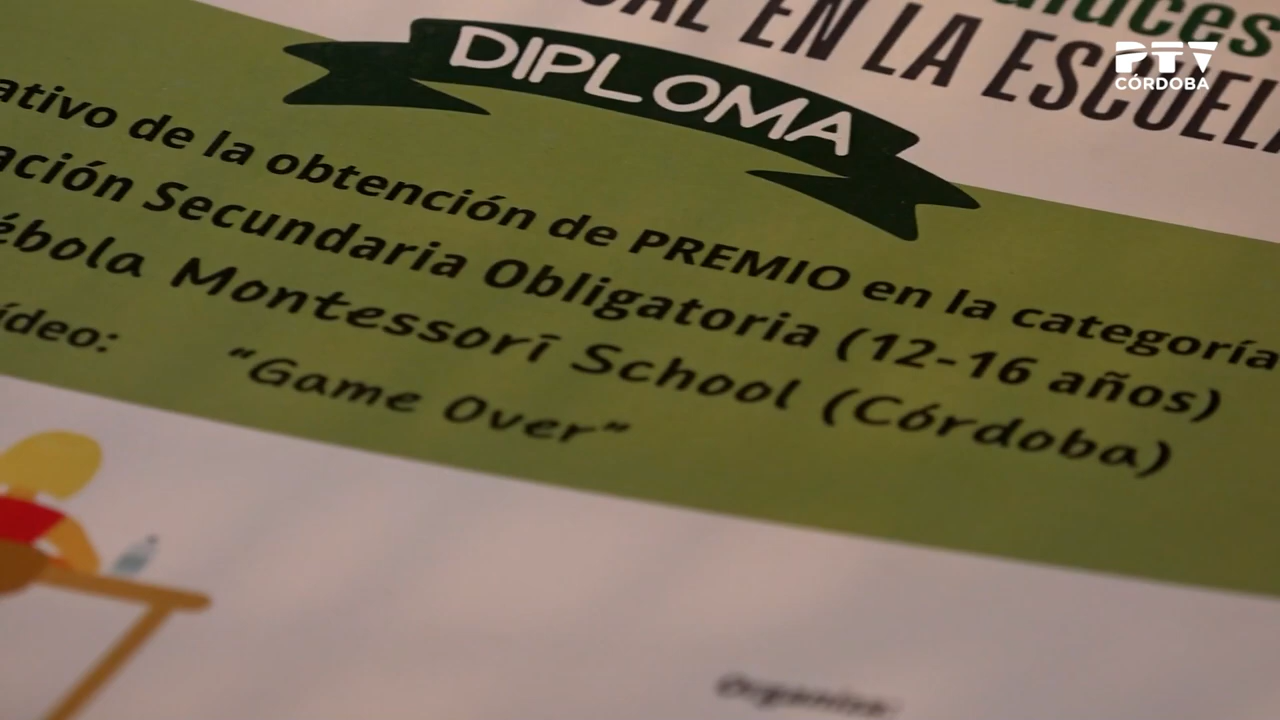 EN LA ESCUEL
PTV
CÓRDOBA
DIPLOMA
ativo de la obtención de PREMIO en la categoría
ación Secundaria Obligatoria (12-16 años)
ébola Montessori School (Córdoba)
ídeo: "Game Over"
Organiza: